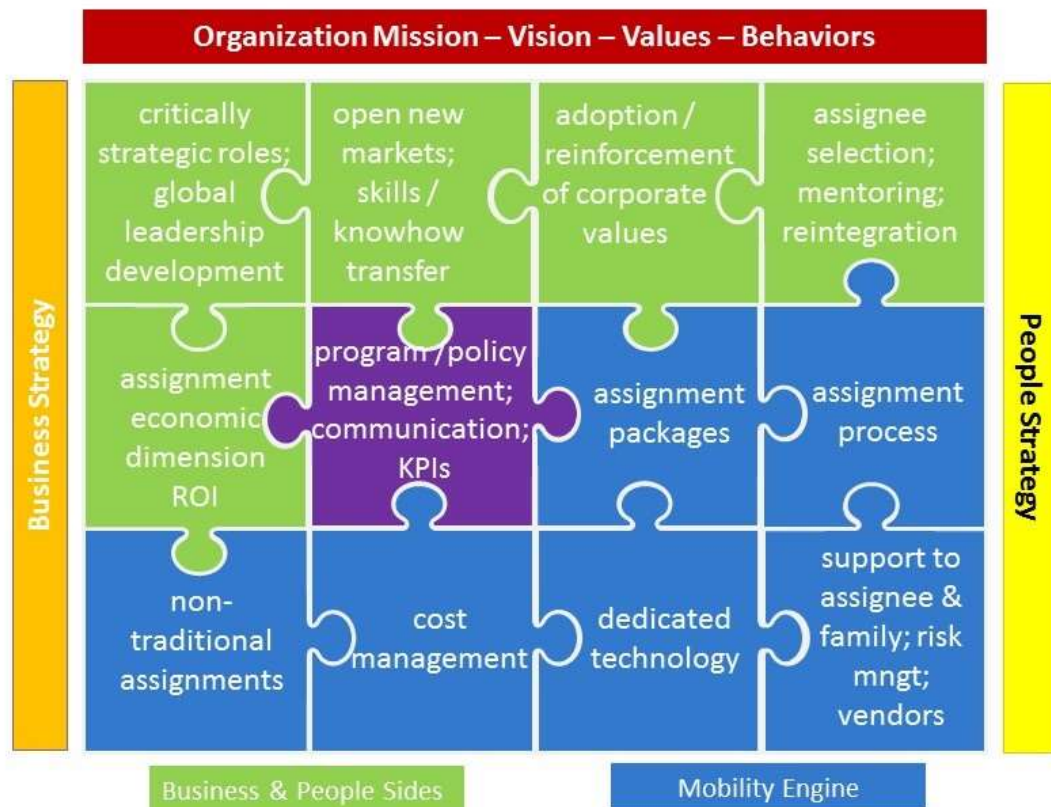 Organization Mission – Vision – Values – Behaviors
Business Strategy
critically
strategic roles;
global
leadership
development
open new
markets;
skills /
knowhow
transfer
adoption /
reinforcement
of corporate
values
assignee
selection;
mentoring;
reintegration
People Strategy
assignment
economic
dimension
ROI
program /policy
management;
communication;
KPIs
assignment
packages
assignment
process
non-
traditional
assignments
cost
management
dedicated
technology
support to
assignee &
family; risk
mngt;
vendors
Business & People Sides
Mobility Engine